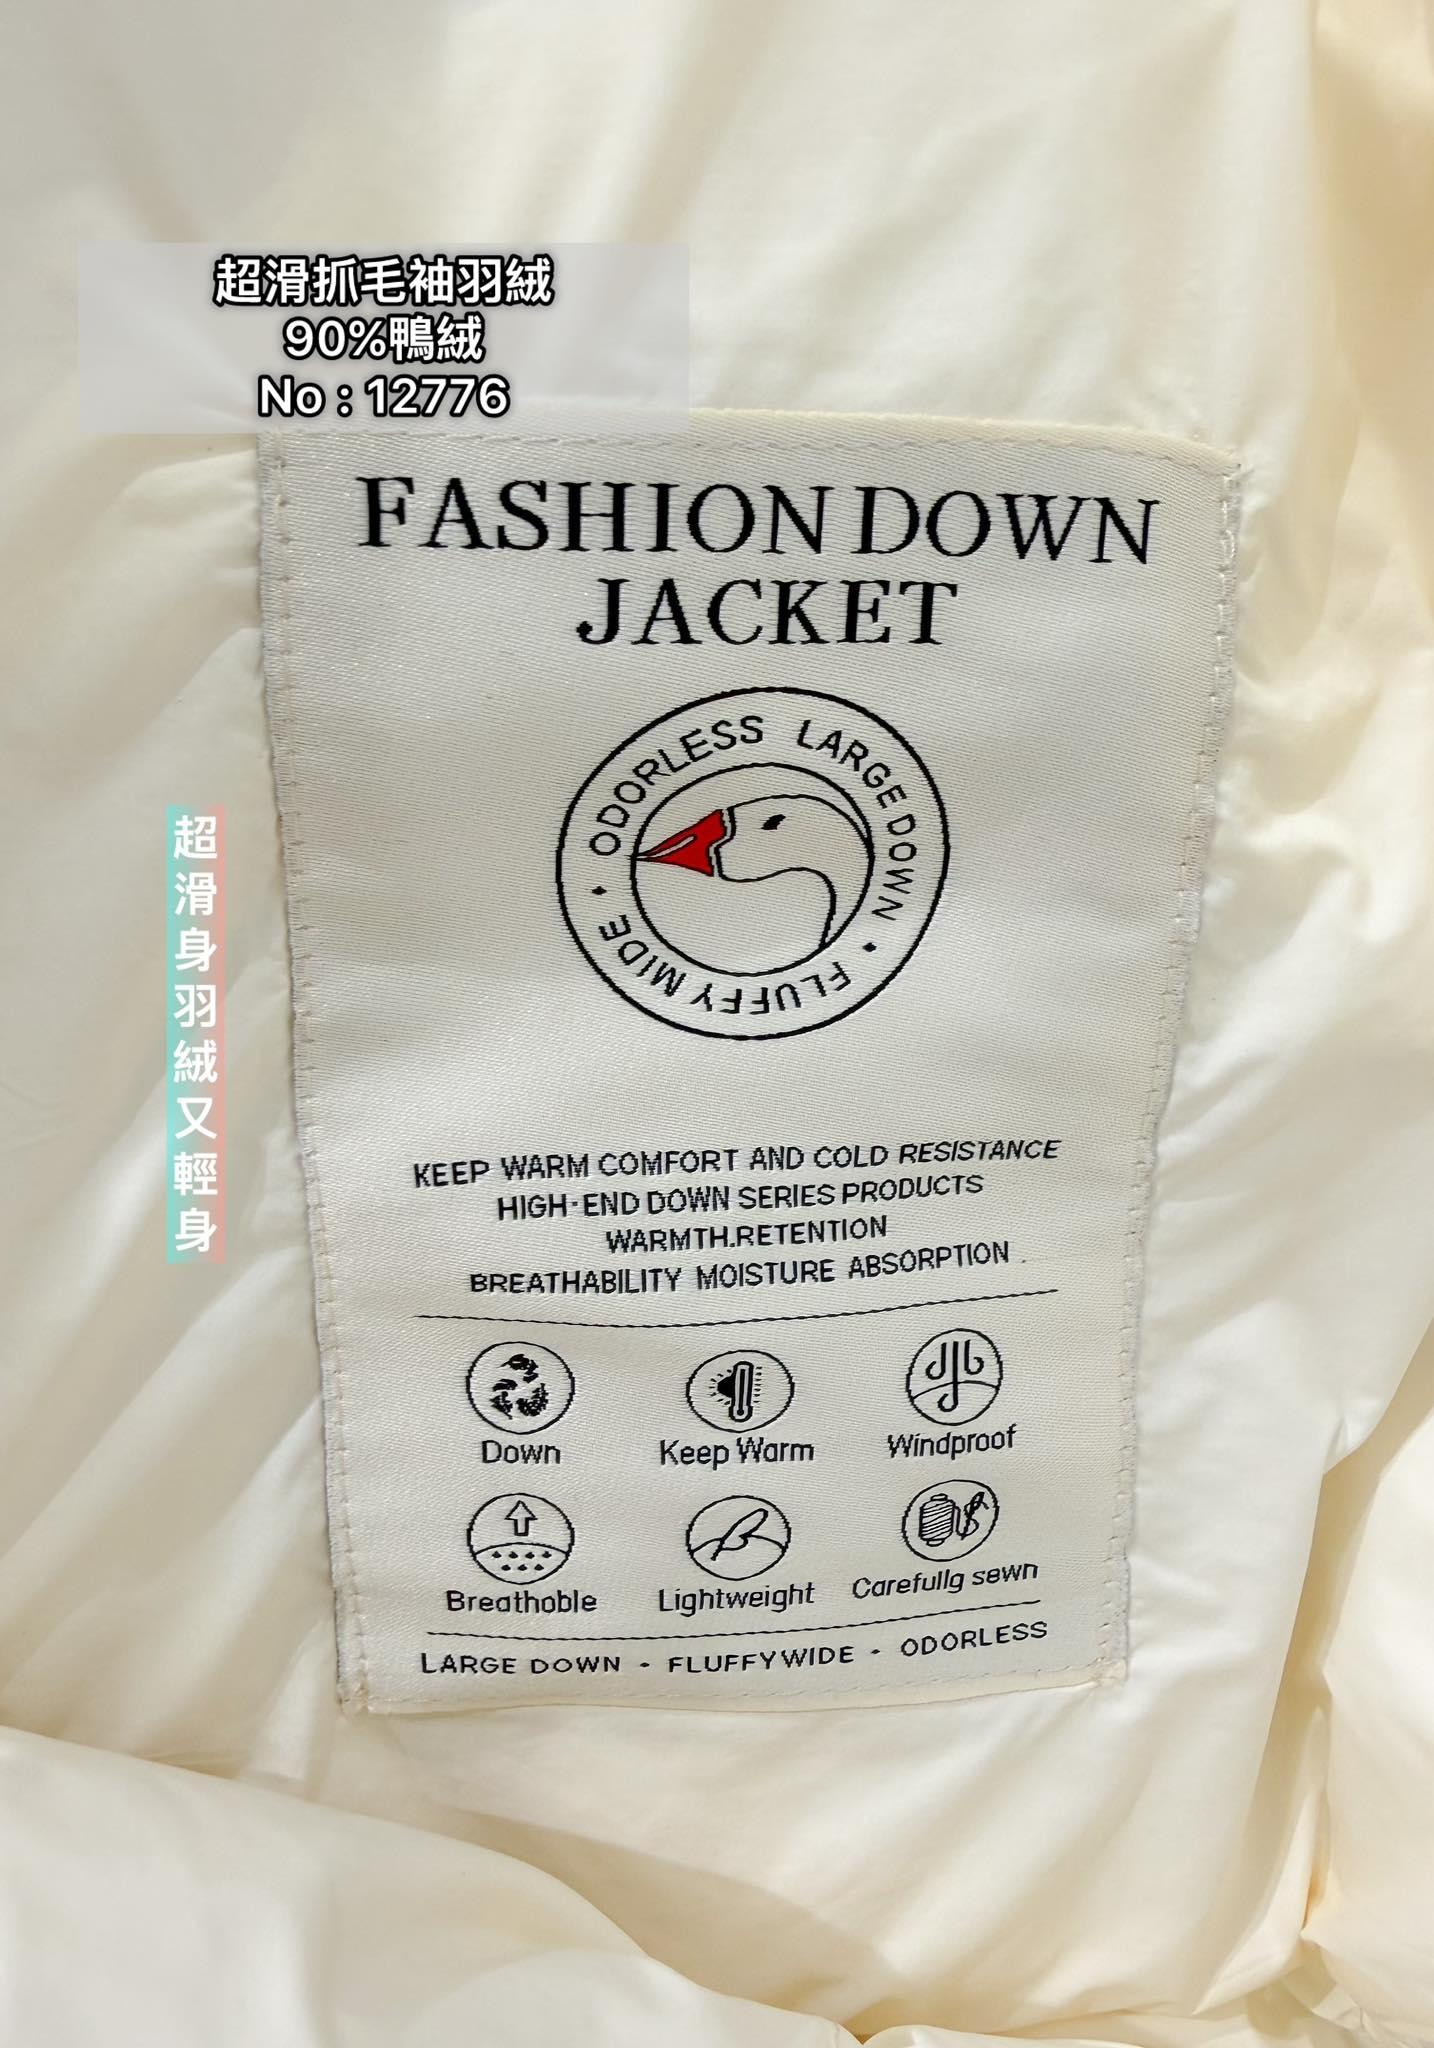 超滑抓毛袖羽絨
90%鴨絨
No : 12776
FASHION DOWN
JACKET
ODORLESS LARGE DOWN • FLUFFY MIDE •
超滑身羽絨又輕身
KEEP WARM COMFORT AND COLD RESISTANCE
HIGH-END DOWN SERIES PRODUCTS
WARMTH.RETENTION
BREATHABILITY MOISTURE ABSORPTION .
Down
Keep Warm
Windproof
Breathoble
Lightweight
Carefullg sewn
LARGE DOWN • FLUFFYWIDE • ODORLESS